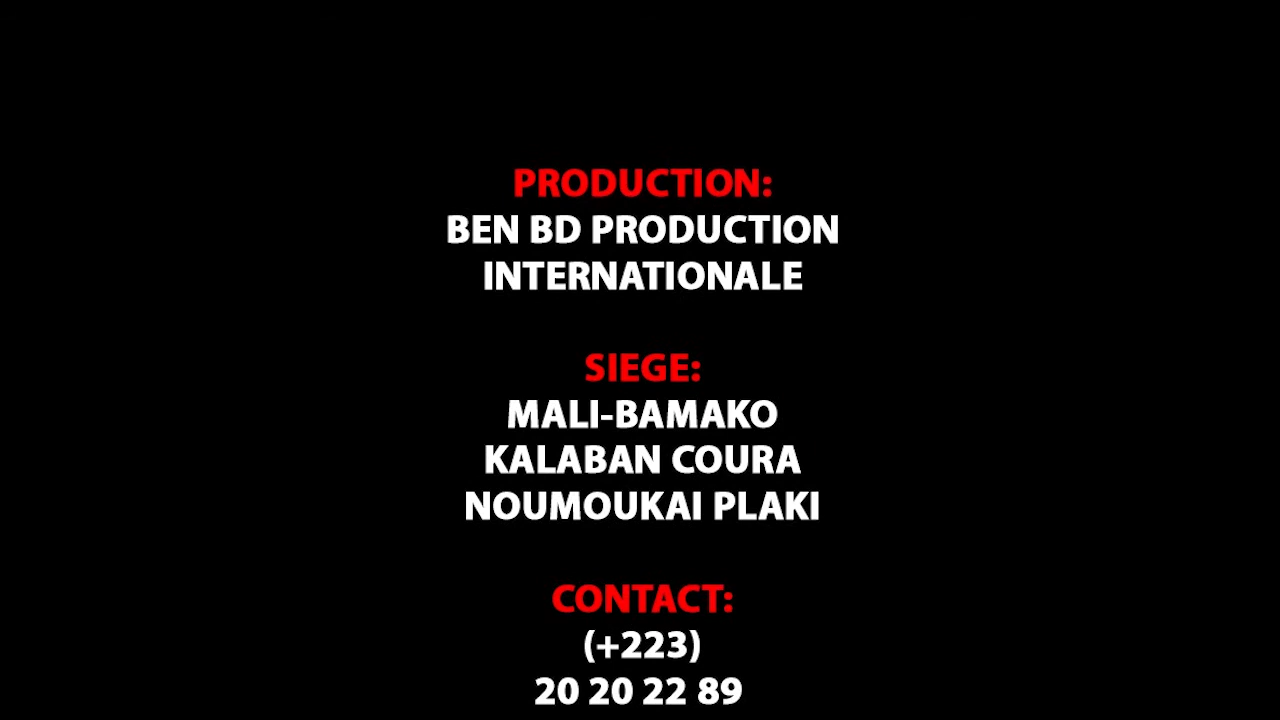 PRODUCTION:
BEN BD PRODUCTION
INTERNATIONALE
SIEGE:
MALI-BAMAKO
KALABAN COURA
NOUMOUKAI PLAKI
CONTACT:
(+223)
20 20 22 89